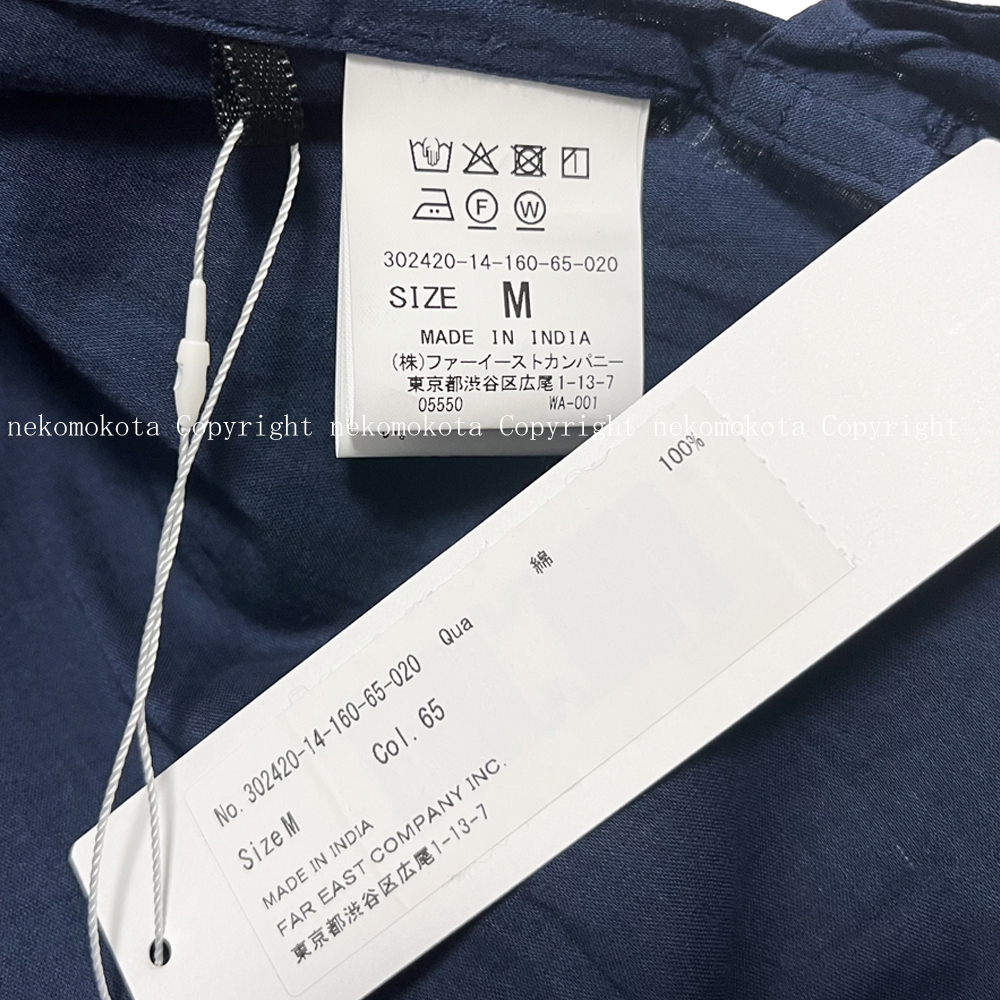 F W
302420-14-160-65-020
SIZE M
MADE IN INDIA
(株)ファーイーストカンパニー
東京都渋谷区広尾1-13-7
05550 WA-001
nekomokota Copyright nekomokota Copyright nekomokota Copyright
100%
綿
No. 302420-14-160-65-020 Qua
Size M Col. 65
MADE IN INDIA
FAR EAST COMPANY INC.
東京都渋谷区広尾1-13-7